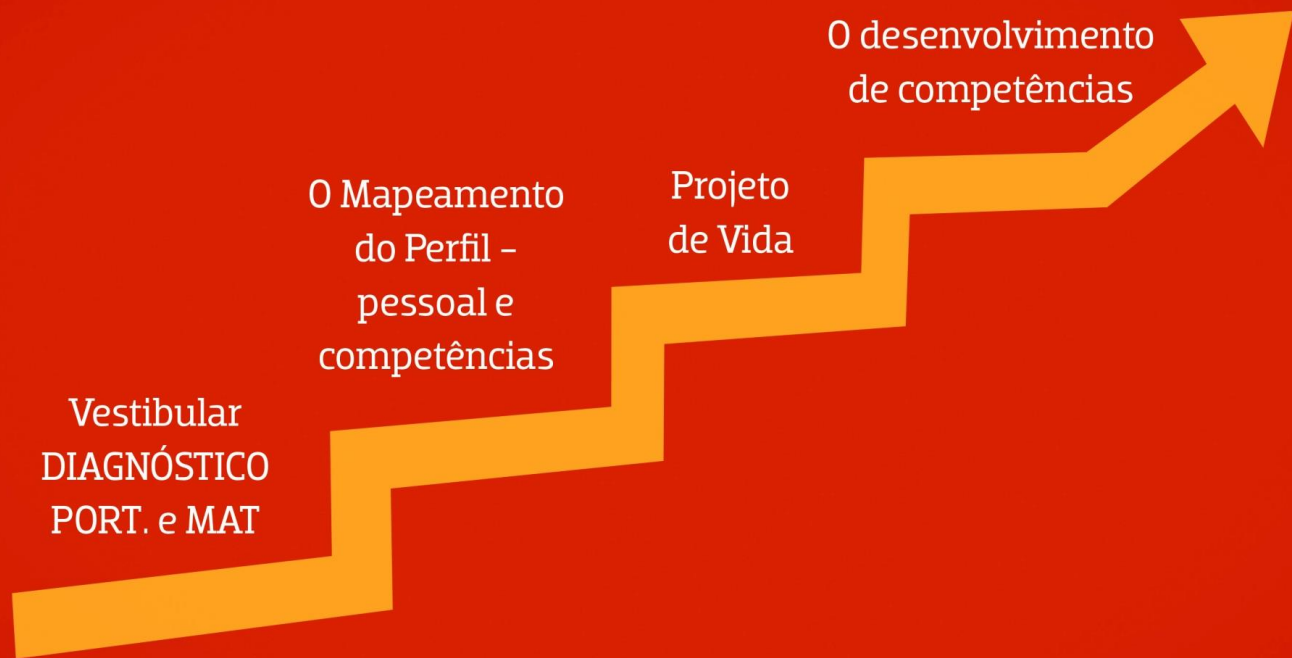 Vestibular
DIAGNÓSTICO
PORT. e MAT
O Mapeamento
do Perfil –
pessoal e
competências
Projeto
de Vida
O desenvolvimento
de competências